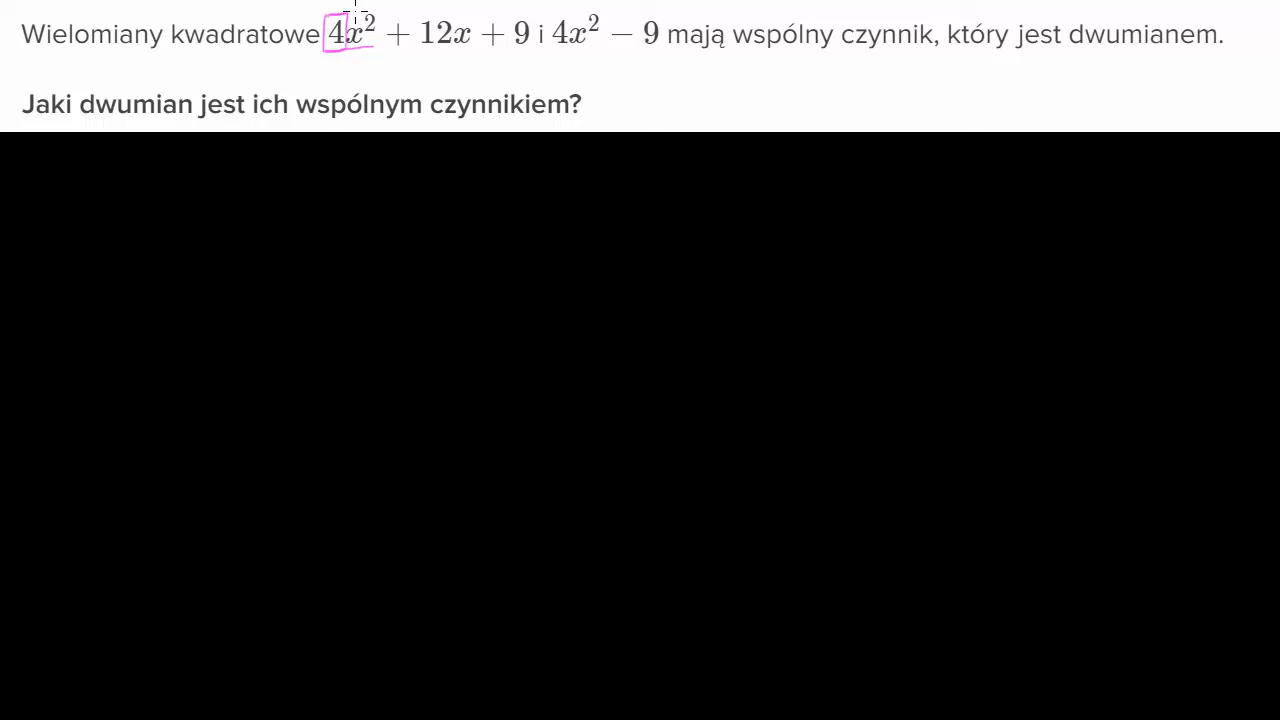 Wielomiany kwadratowe 4x² + 12x + 9 i 4x² − 9 mają wspólny czynnik, który jest dwumianem.
Jaki dwumian jest ich wspólnym czynnikiem?